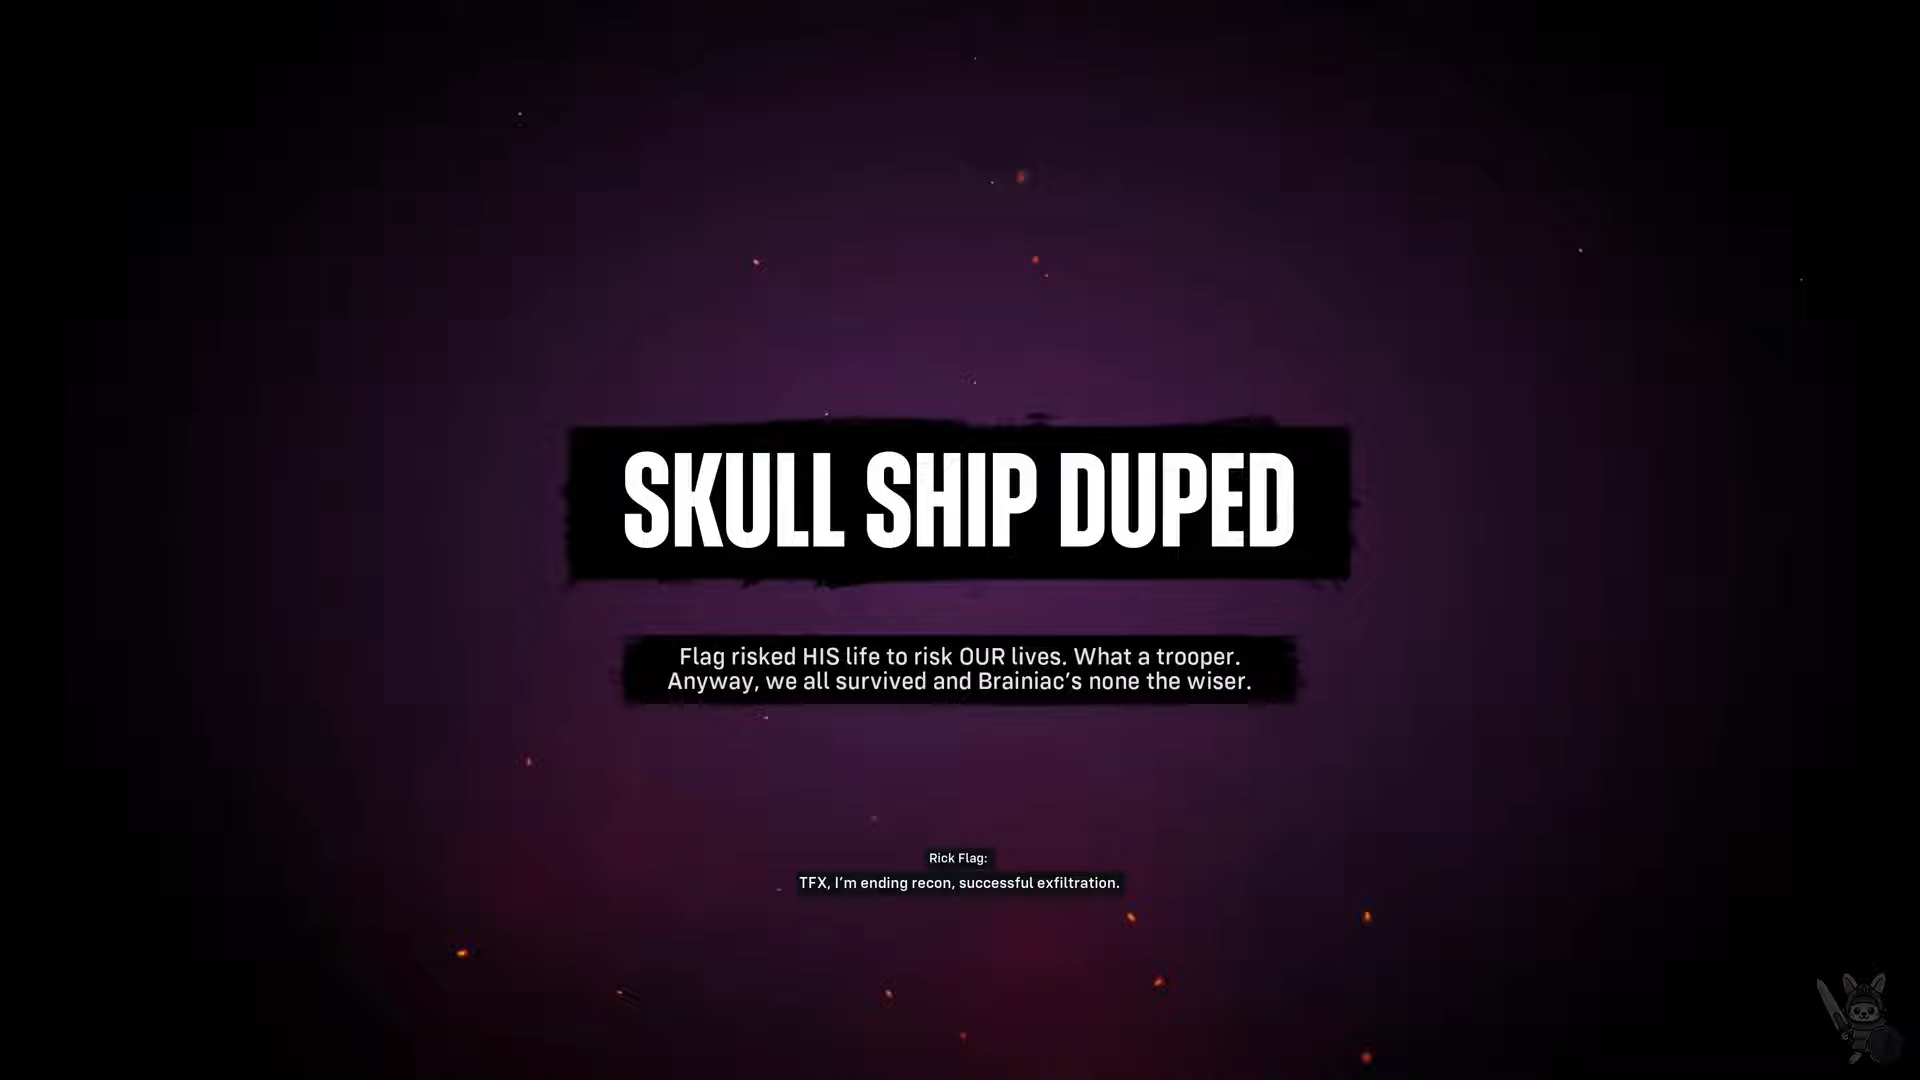 SKULL SHIP DUPED
Flag risked HIS life to risk OUR lives. What a trooper.
Anyway, we all survived and Brainiac's none the wiser.
Rick Flag:
TFX, I'm ending recon, successful exfiltration.